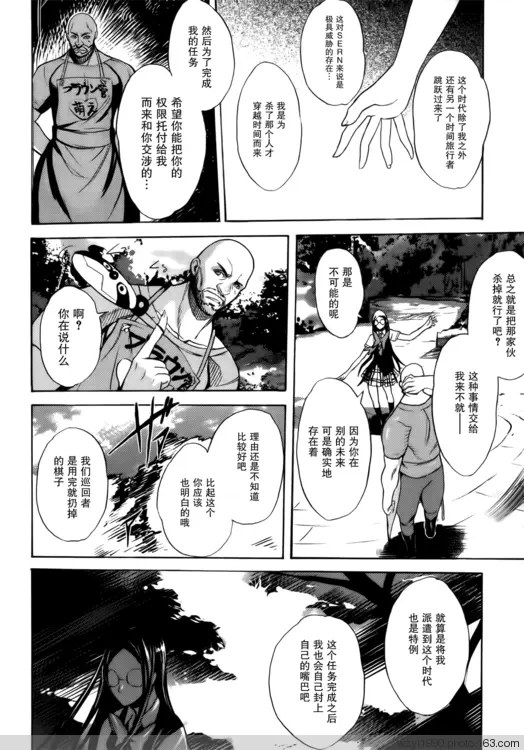 这个时代除了我之外
还有另一个时间旅行者
跳跃过来了
这对SERN来说是
极具威胁的存在…
我是为
杀了那个人才
穿越时间而来
然后为了完成
我的任务
希望你能把你的
权限托付给我
而来和你交涉的…
ブラウン管
萌え
总之就是把那家伙
杀掉就行了吧？
这种事情交给
我来不就——
那是
不可能的呢
因为你在
别的未来
可是确实地
存在着
啊？
你在说什么
ブラウン
理由还是不知道
比较好吧
比起这个
你应该
也明白的哦
我们巡回者
是用完就扔掉
的棋子
就算是将我
派遣到这个时代
也是特例
这个任务完成之后
我也会自己封上
自己的嘴巴吧